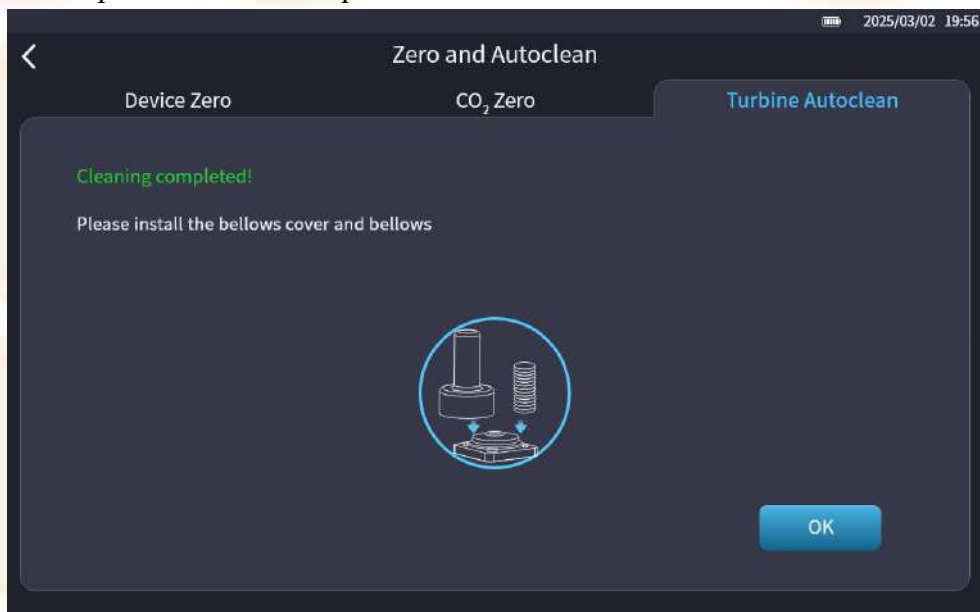 2025/03/02 19:56
Zero and Autoclean
Device Zero
CO₂ Zero
Turbine Autoclean
Cleaning completed!
Please install the bellows cover and bellows
OK